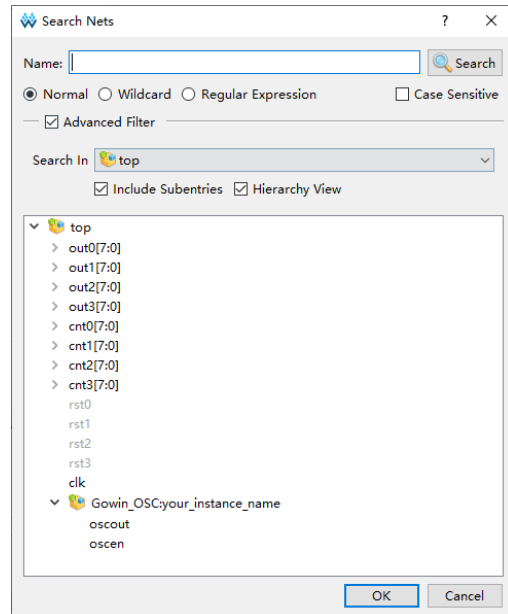 Search Nets
Name:
Search
Normal Wildcard Regular Expression Case Sensitive
Advanced Filter
Search In top
Include Subentries Hierarchy View
top
out0[7:0]
out1[7:0]
out2[7:0]
out3[7:0]
cnt0[7:0]
cnt1[7:0]
cnt2[7:0]
cnt3[7:0]
rst0
rst1
rst2
rst3
clk
Gowin_OSC:your_instance_name
oscout
oscen
OK Cancel